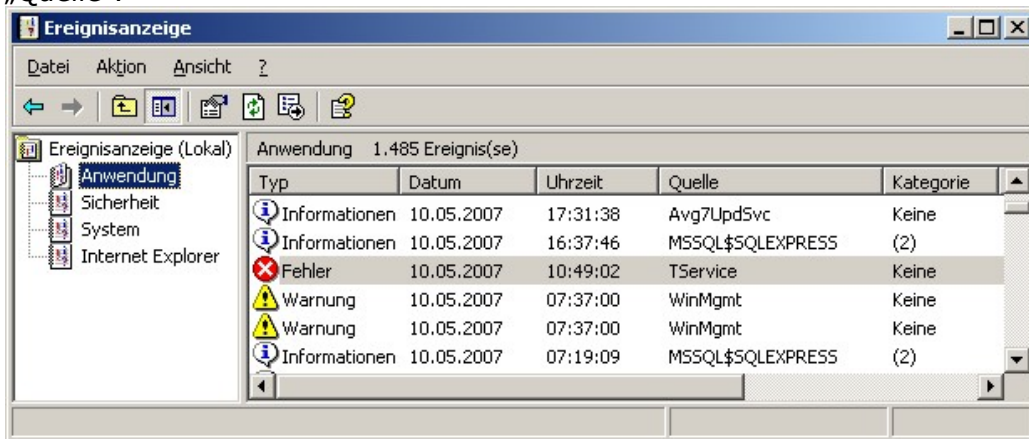 „Quelle“.
Ereignisanzeige
Datei Aktion Ansicht ?
Ereignisanzeige (Lokal)
Anwendung
Sicherheit
System
Internet Explorer
Anwendung 1.485 Ereignis(se)
Typ Datum Uhrzeit Quelle Kategorie
Informationen 10.05.2007 17:31:38 Avg7UpdSvc Keine
Informationen 10.05.2007 16:37:46 MSSQL$SQLEXPRESS (2)
Fehler 10.05.2007 10:49:02 TService Keine
Warnung 10.05.2007 07:37:00 WinMgmt Keine
Warnung 10.05.2007 07:37:00 WinMgmt Keine
Informationen 10.05.2007 07:19:09 MSSQL$SQLEXPRESS (2)